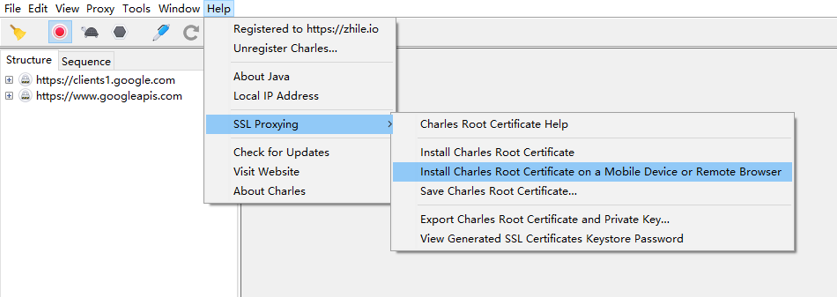 File Edit View Proxy Tools Window Help
Registered to https://zhile.io
Unregister Charles...
About Java
Local IP Address
SSL Proxying
Check for Updates
Visit Website
About Charles
Structure Sequence
https://clients1.google.com
https://www.googleapis.com
Charles Root Certificate Help
Install Charles Root Certificate
Install Charles Root Certificate on a Mobile Device or Remote Browser
Save Charles Root Certificate...
Export Charles Root Certificate and Private Key...
View Generated SSL Certificates Keystore Password